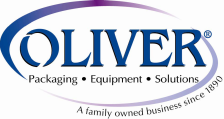 OLIVER®
Packaging • Equipment • Solutions
A family owned business since 1890